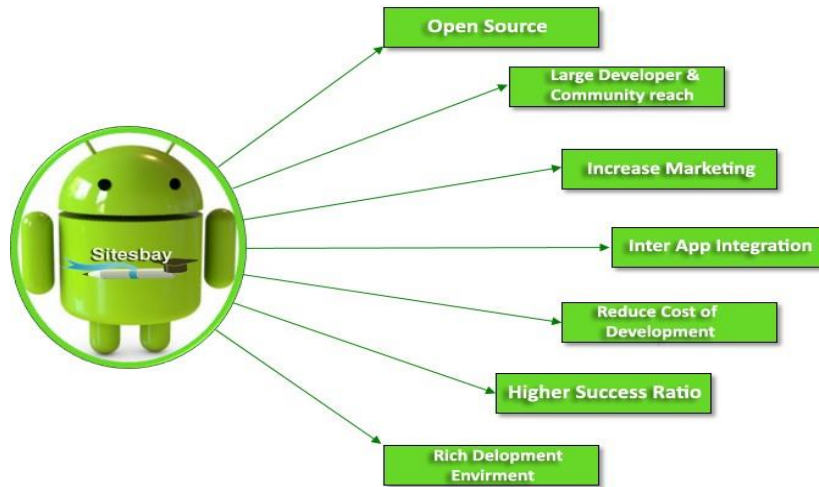 Open Source
Large Developer &
Community reach
Increase Marketing
Sitesbay
Inter App Integration
Reduce Cost of
Development
Higher Success Ratio
Rich Delopment
Envirment